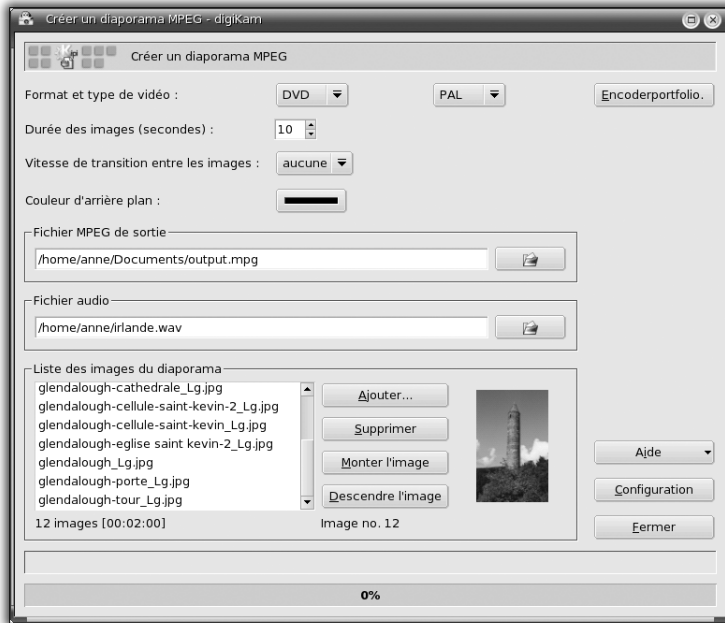 Créer un diaporama MPEG - digiKam
Créer un diaporama MPEG
Format et type de vidéo :
DVD
PAL
Encoderportfolio.
Durée des images (secondes) :
10
Vitesse de transition entre les images :
aucune
Couleur d'arrière plan :
Fichier MPEG de sortie
/home/anne/Documents/output.mpg
Fichier audio
/home/anne/irlande.wav
Liste des images du diaporama
glendalough-cathedrale_Lg.jpg
glendalough-cellule-saint-kevin-2_Lg.jpg
glendalough-cellule-saint-kevin_Lg.jpg
glendalough-eglise saint kevin-2_Lg.jpg
glendalough_Lg.jpg
glendalough-porte_Lg.jpg
glendalough-tour_Lg.jpg
Ajouter...
Supprimer
Monter l'image
Descendre l'image
12 images [00:02:00]
Image no. 12
Aide
Configuration
Fermer
0%